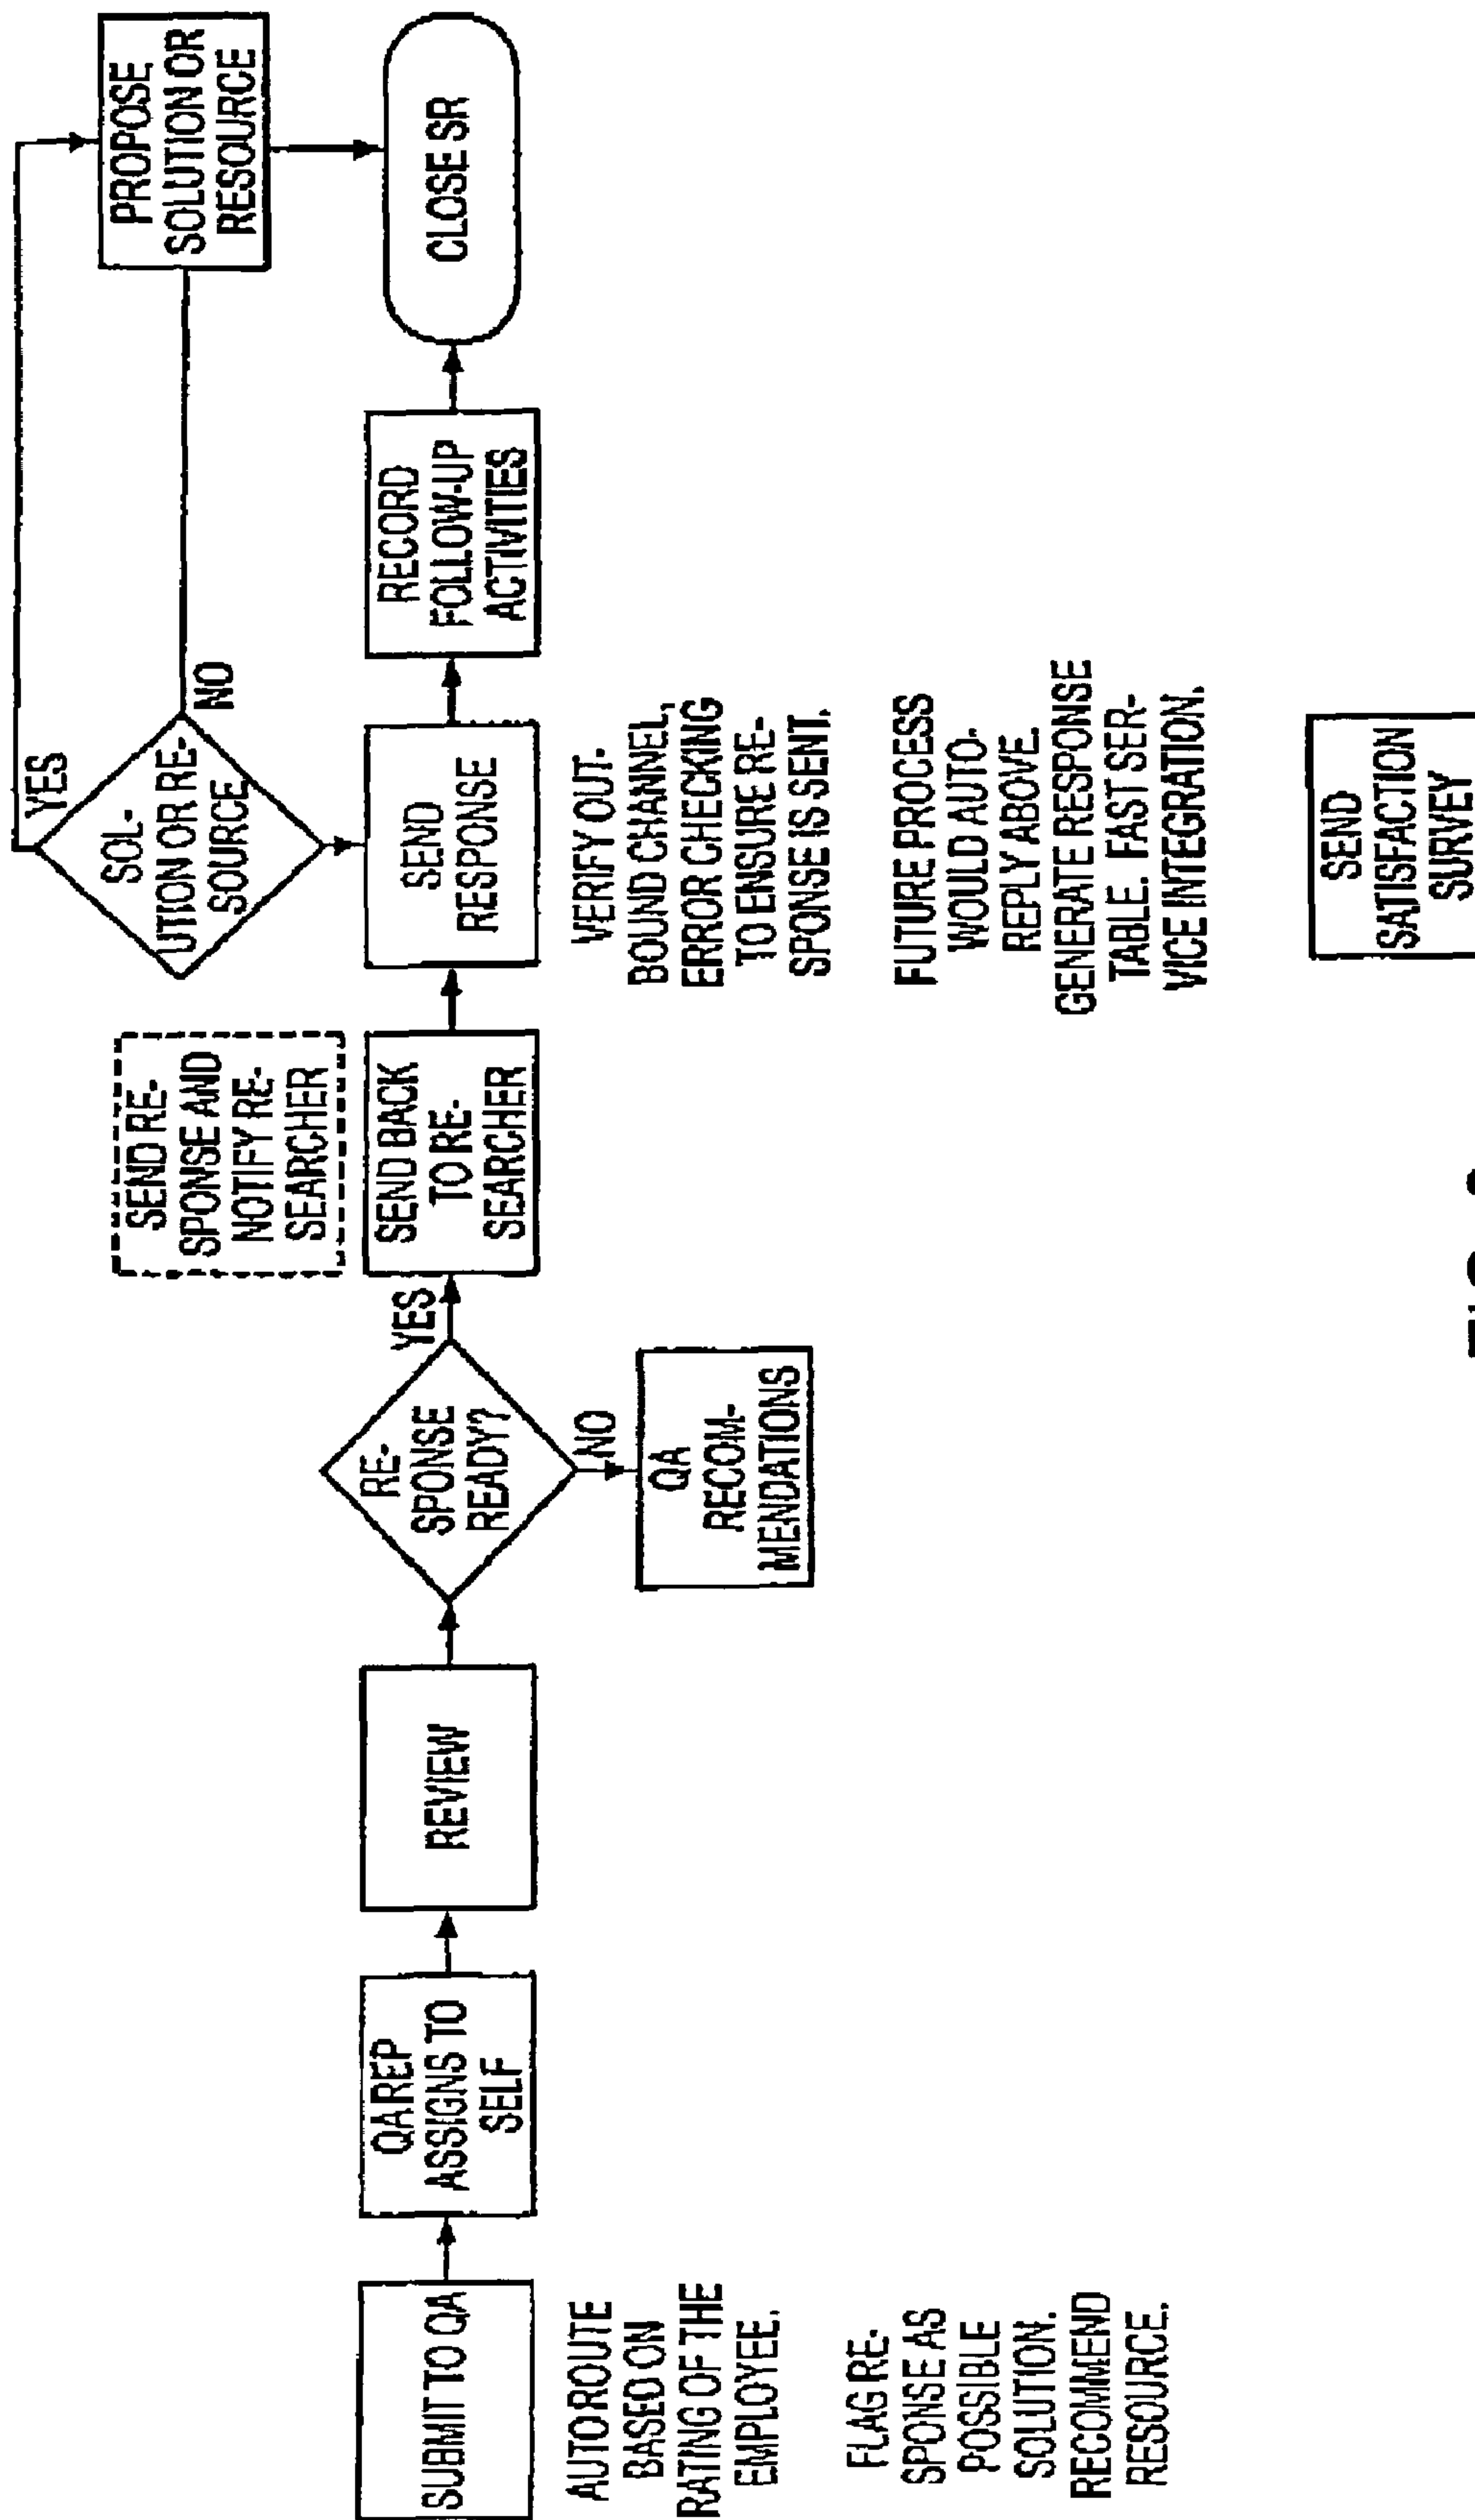 SUBMIT TO QA
AUTOROUTE
BASED ON
RATING OF THE
EMPLOYEE.
FLAG RE-
SPONSE AS
POSSIBLE
SOLUTION.
RECOMMEND
RESOURCE.
QA REP
ASSIGNS TO
SELF
REVIEW
RE-
SPONSE
READY?
YES
NO
QA
RECOM-
MENDATIONS
SEND RE-
SPONSE AND
NOTIFY RE-
SEARCHER
SEND BACK
TO RE-
SEARCHER
SOL-
UTION OR RE-
SOURCE
YES
NO
SEND
RESPONSE
VERIFY OUT-
BOUND CHANNEL,
ERROR CHECKING
TO ENSURE RE-
SPONSE IS SENT.
FUTURE PROCESS
WOULD AUTO-
REPLY ABOVE.
GENERATE RESPONSE
TABLE. FAST SER-
VICE INTEGRATION.
SEND
SATISFACTION
SURVEY
RECORD
FOLLOW-UP
ACTIVITIES
PROPOSE
SOLUTION OR
RESOURCE
CLOSE SR